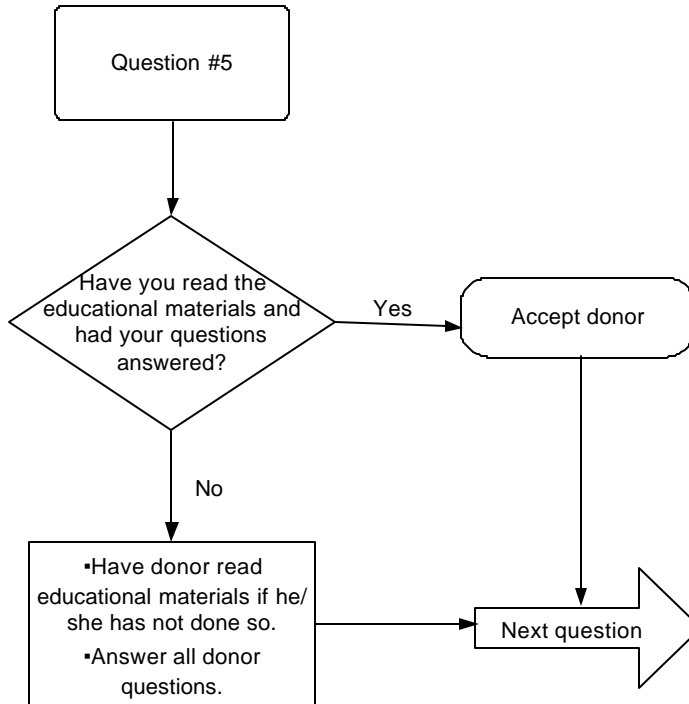 Question #5
Have you read the
educational materials and
had your questions
answered?
Yes
Accept donor
No
▪Have donor read
educational materials if he/
she has not done so.
▪Answer all donor
questions.
Next question